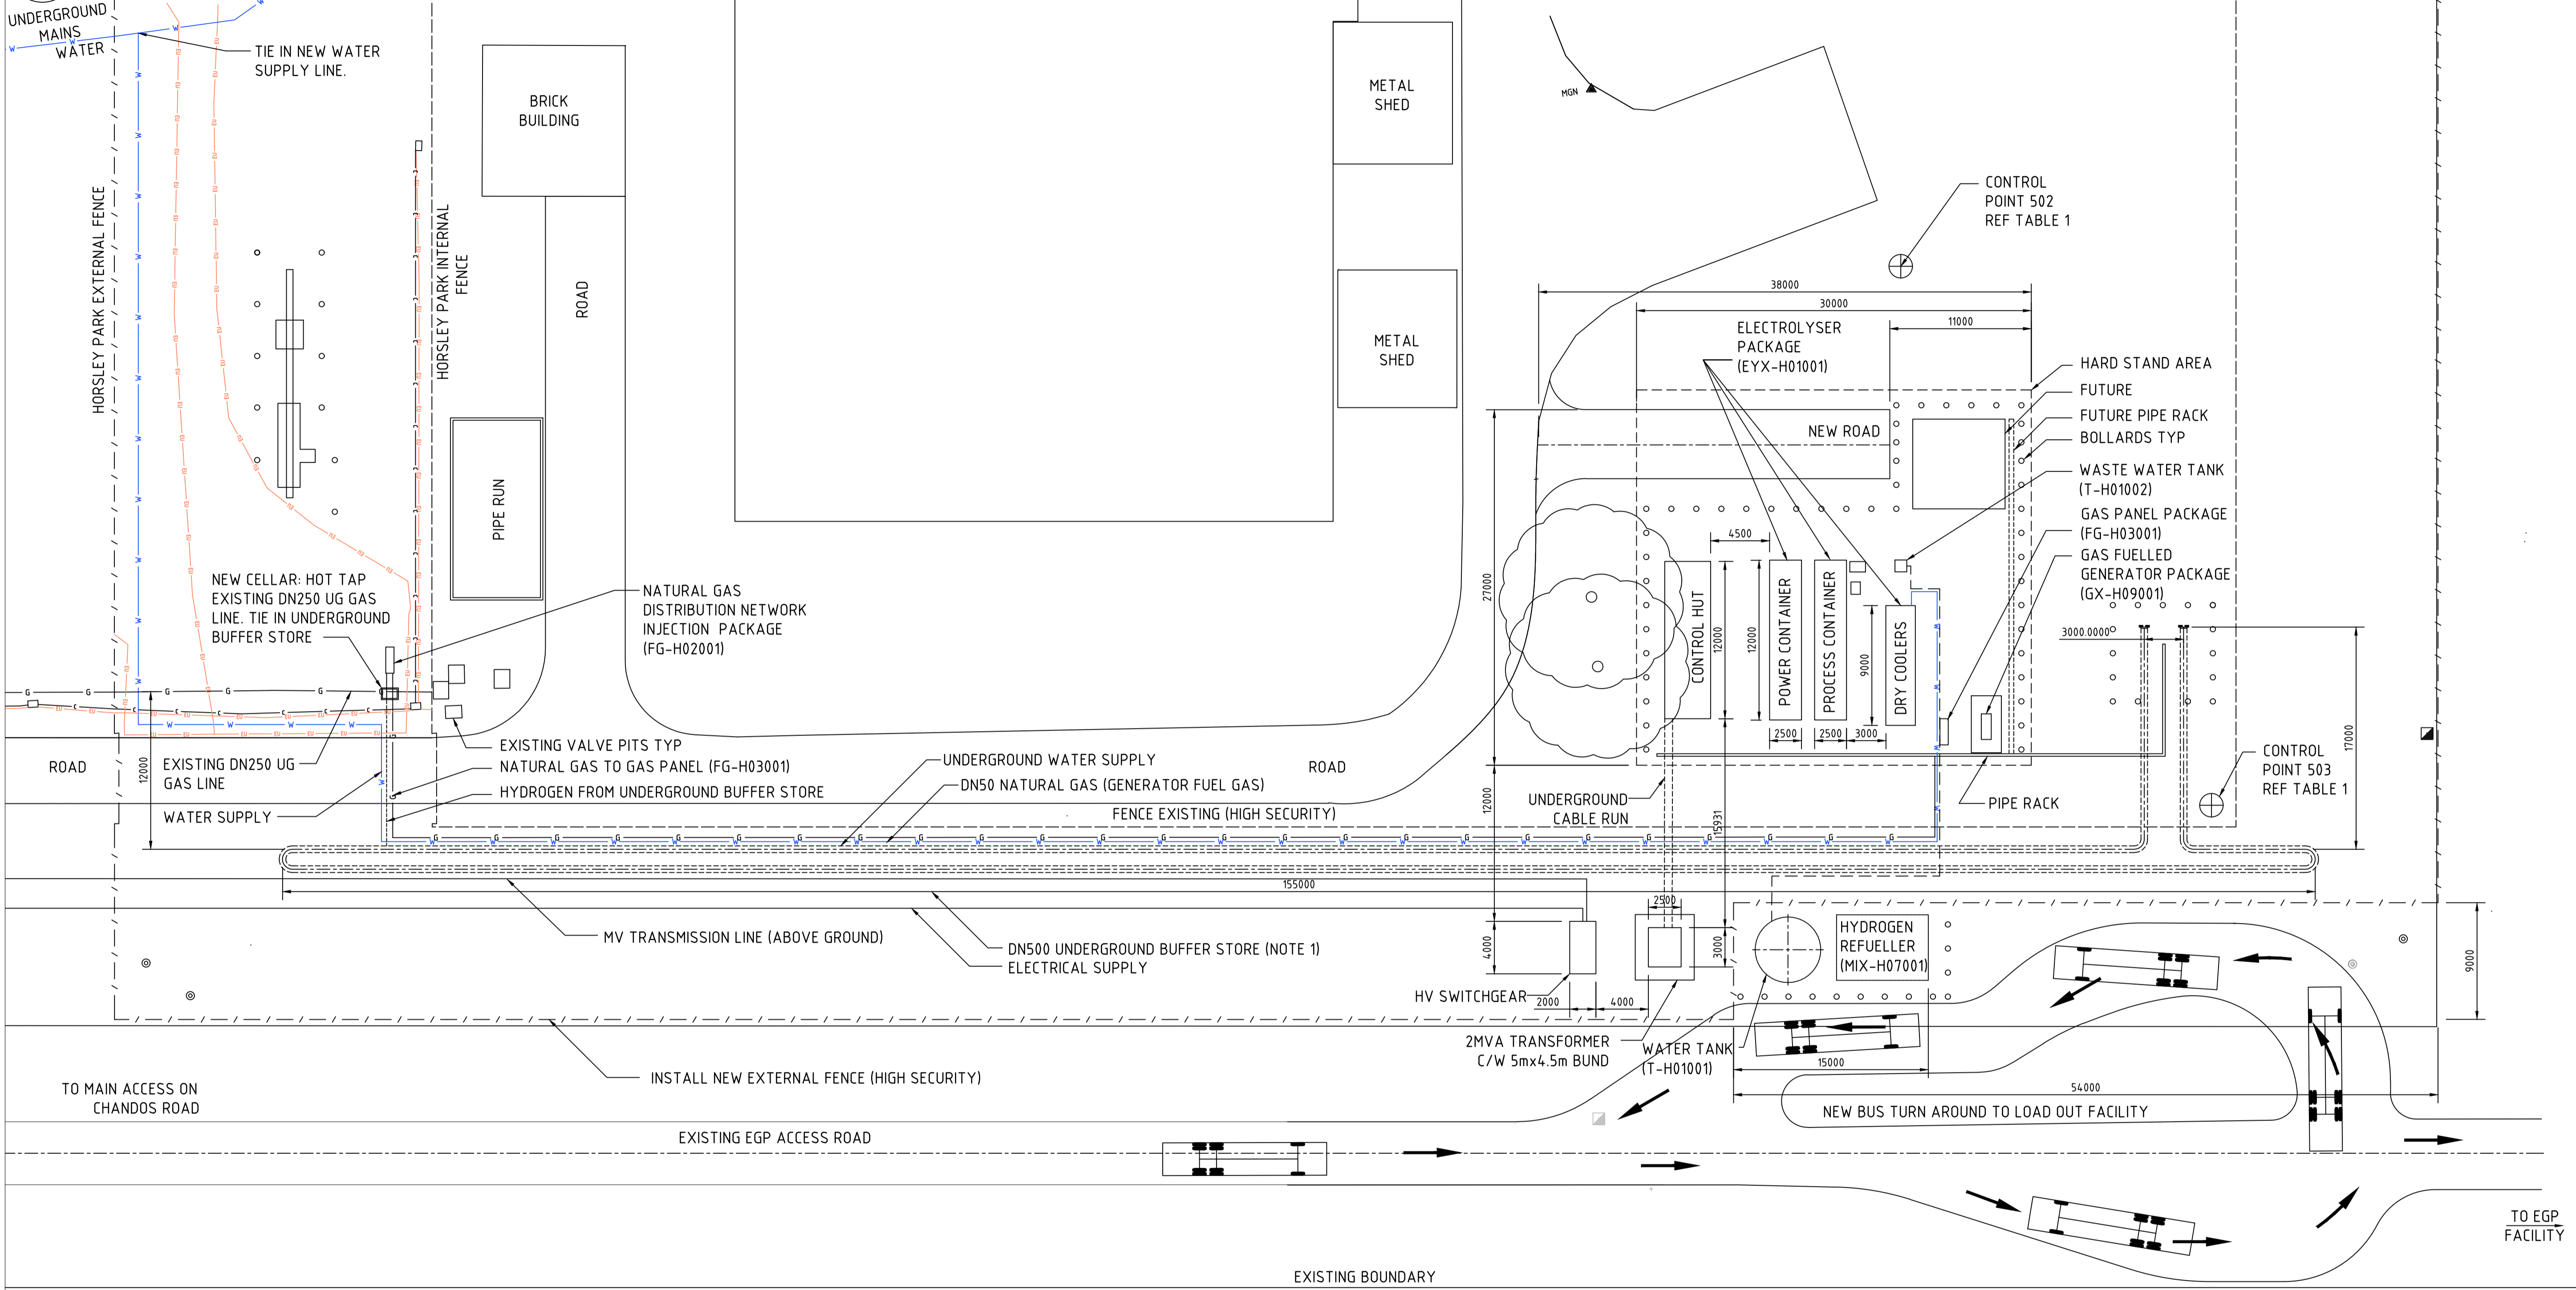 UNDERGROUND
MAINS
WATER
TIE IN NEW WATER
SUPPLY LINE.
HORSLEY PARK EXTERNAL FENCE
HORSLEY PARK INTERNAL
FENCE
BRICK
BUILDING
ROAD
PIPE RUN
METAL
SHED
METAL
SHED
MGN
CONTROL
POINT 502
REF TABLE 1
38000
30000
11000
ELECTROLYSER
PACKAGE
(EYX-H01001)
HARD STAND AREA
FUTURE
FUTURE PIPE RACK
BOLLARDS TYP
WASTE WATER TANK
(T-H01002)
GAS PANEL PACKAGE
(FG-H03001)
GAS FUELLED
GENERATOR PACKAGE
(GX-H09001)
NEW ROAD
27000
4500
CONTROL HUT
12000
12000
POWER CONTAINER
PROCESS CONTAINER
9000
DRY COOLERS
2500
2500
3000
3000.0000
17000
NEW CELLAR: HOT TAP
EXISTING DN250 UG GAS
LINE. TIE IN UNDERGROUND
BUFFER STORE
NATURAL GAS
DISTRIBUTION NETWORK
INJECTION PACKAGE
(FG-H02001)
ROAD
12000
EXISTING DN250 UG
GAS LINE
WATER SUPPLY
EXISTING VALVE PITS TYP
NATURAL GAS TO GAS PANEL (FG-H03001)
HYDROGEN FROM UNDERGROUND BUFFER STORE
UNDERGROUND WATER SUPPLY
DN50 NATURAL GAS (GENERATOR FUEL GAS)
FENCE EXISTING (HIGH SECURITY)
ROAD
12000
UNDERGROUND
CABLE RUN
15931
PIPE RACK
CONTROL
POINT 503
REF TABLE 1
155000
MV TRANSMISSION LINE (ABOVE GROUND)
DN500 UNDERGROUND BUFFER STORE (NOTE 1)
ELECTRICAL SUPPLY
4000
2500
3000
HV SWITCHGEAR
2000
4000
HYDROGEN
REFUELLER
(MIX-H07001)
9000
2MVA TRANSFORMER
C/W 5mx4.5m BUND
WATER TANK
(T-H01001)
15000
54000
INSTALL NEW EXTERNAL FENCE (HIGH SECURITY)
TO MAIN ACCESS ON
CHANDOS ROAD
NEW BUS TURN AROUND TO LOAD OUT FACILITY
EXISTING EGP ACCESS ROAD
TO EGP
FACILITY
EXISTING BOUNDARY